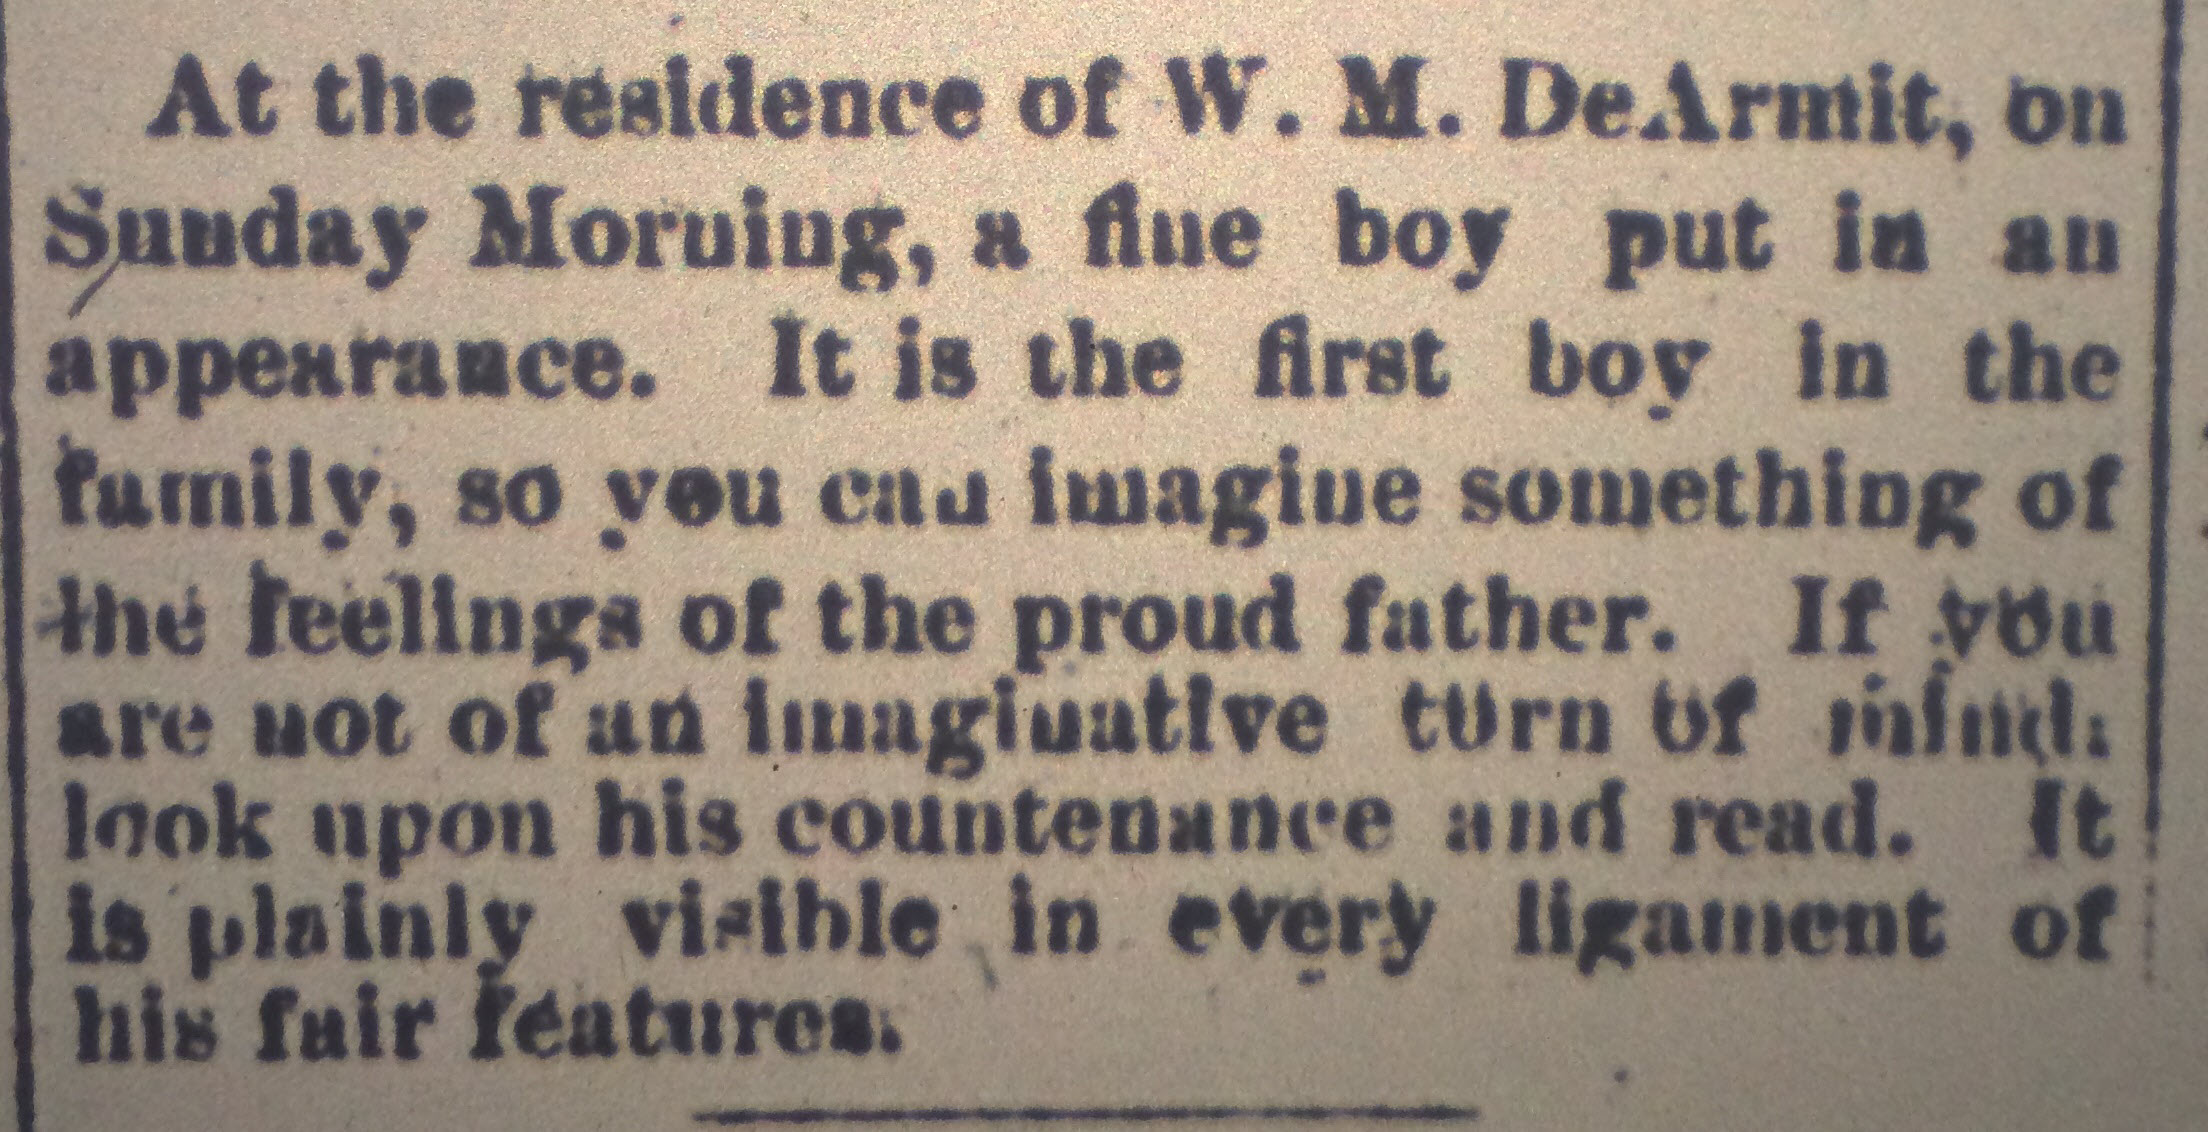 At the residence of W. M. DeArmit, on
Sunday Morning, a fine boy put in an
appearance. It is the first boy in the
family, so you can imagine something of
the feelings of the proud father. If you
are not of an imaginative turn of mind,
look upon his countenance and read. It
is plainly visible in every ligament of
his fair features.